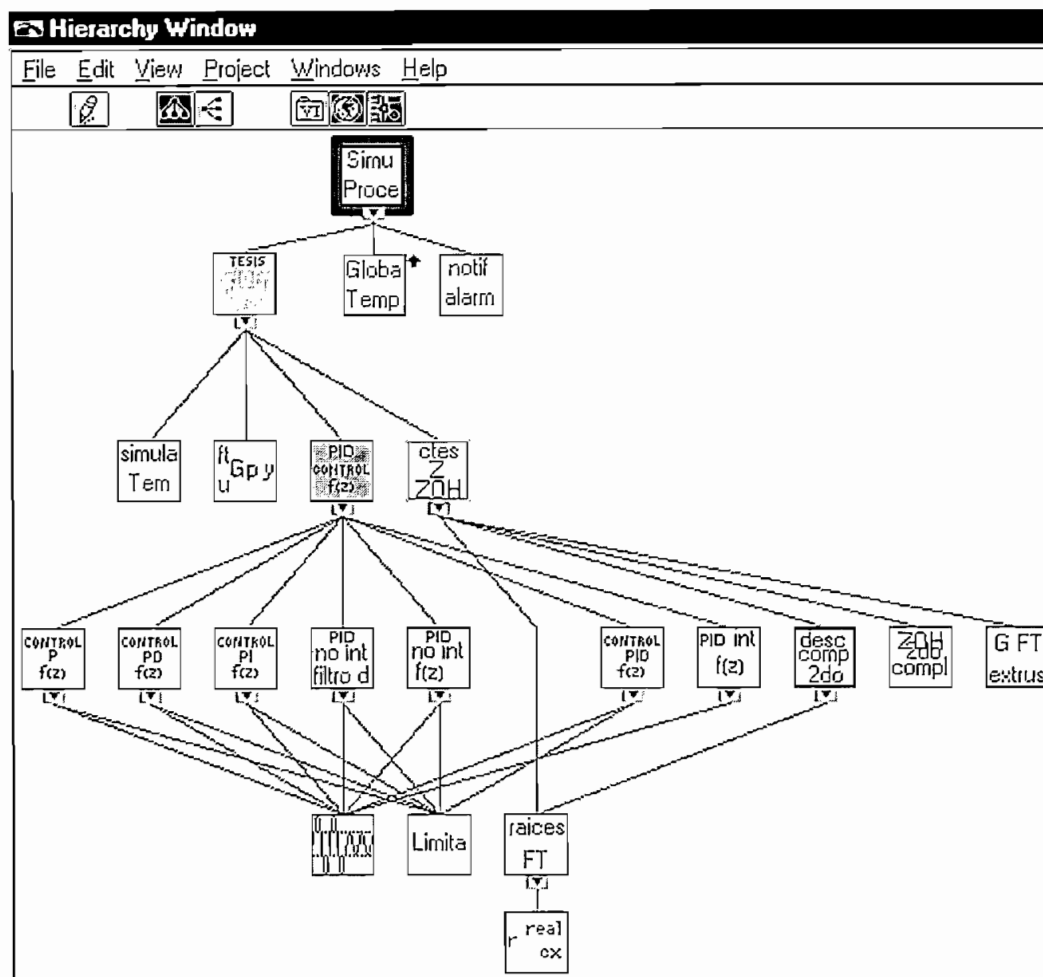 Hierarchy Window
File Edit View Project Windows Help
VI
Simu
Proce
TESIS
Globa
Temp
notif
alarm
simula
Tem
ft
Gp y
u
PID
CONTROL
f(z)
ctes
Z
ZOH
CONTROL
P
f(z)
CONTROL
PD
f(z)
CONTROL
PI
f(z)
PID
no int
filtro d
PID
no int
f(z)
CONTROL
PID
f(z)
PID int
f(z)
desc
comp
2do
ZOH
2do
compl
G FT
extrus
Limita
raices
FT
real
r
cx